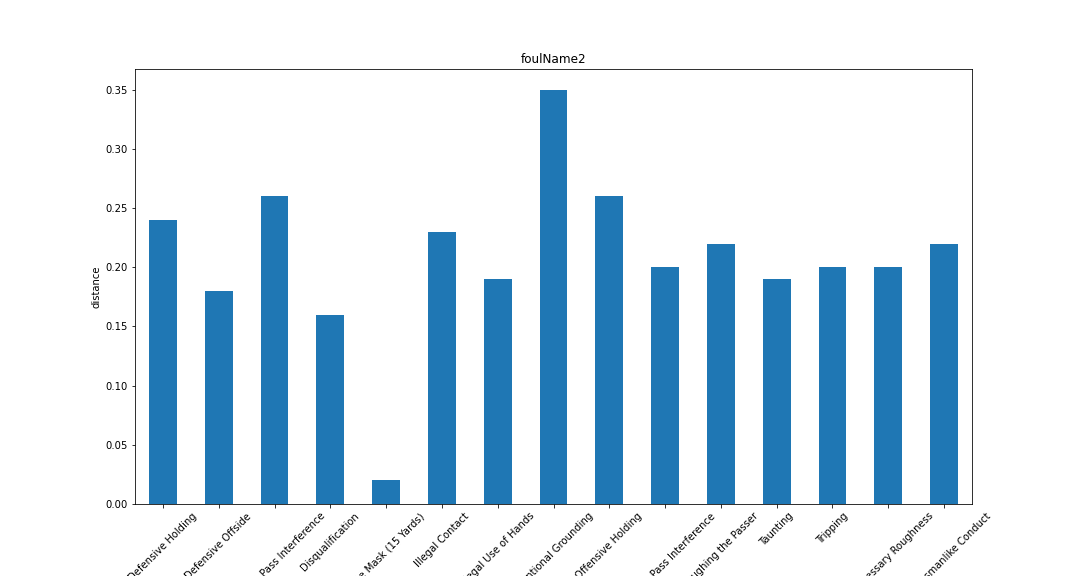 foulName2
distance
0.35
0.30
0.25
0.20
0.15
0.10
0.05
0.00
Defensive Holding
Defensive Offside
Pass Interference
Disqualification
Mask (15 Yards)
Illegal Contact
Use of Hands
Grounding
Offensive Holding
Pass Interference
the Passer
Taunting
Tripping
Roughness
Conduct